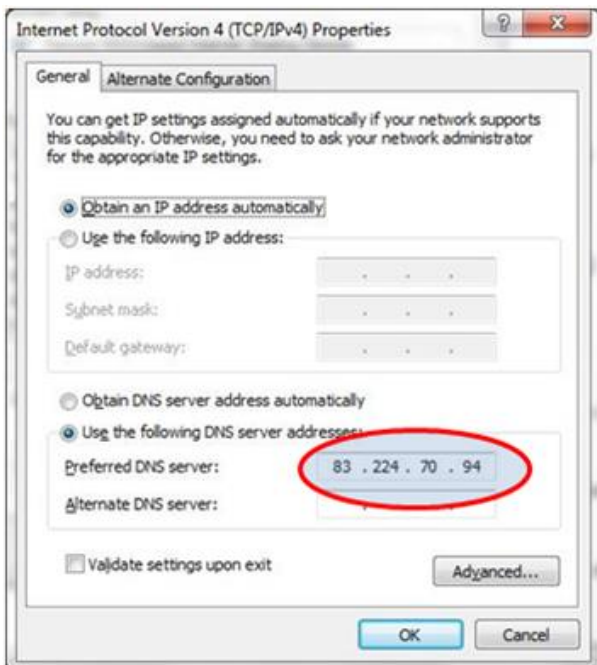 Internet Protocol Version 4 (TCP/IPv4) Properties
General
Alternate Configuration
You can get IP settings assigned automatically if your network supports
this capability. Otherwise, you need to ask your network administrator
for the appropriate IP settings.
Obtain an IP address automatically
Use the following IP address:
IP address: . . .
Subnet mask: . . .
Default gateway: . . .
Obtain DNS server address automatically
Use the following DNS server addresses:
Preferred DNS server: 83 . 224 . 70 . 94
Alternate DNS server: . . .
Validate settings upon exit
Advanced...
OK
Cancel